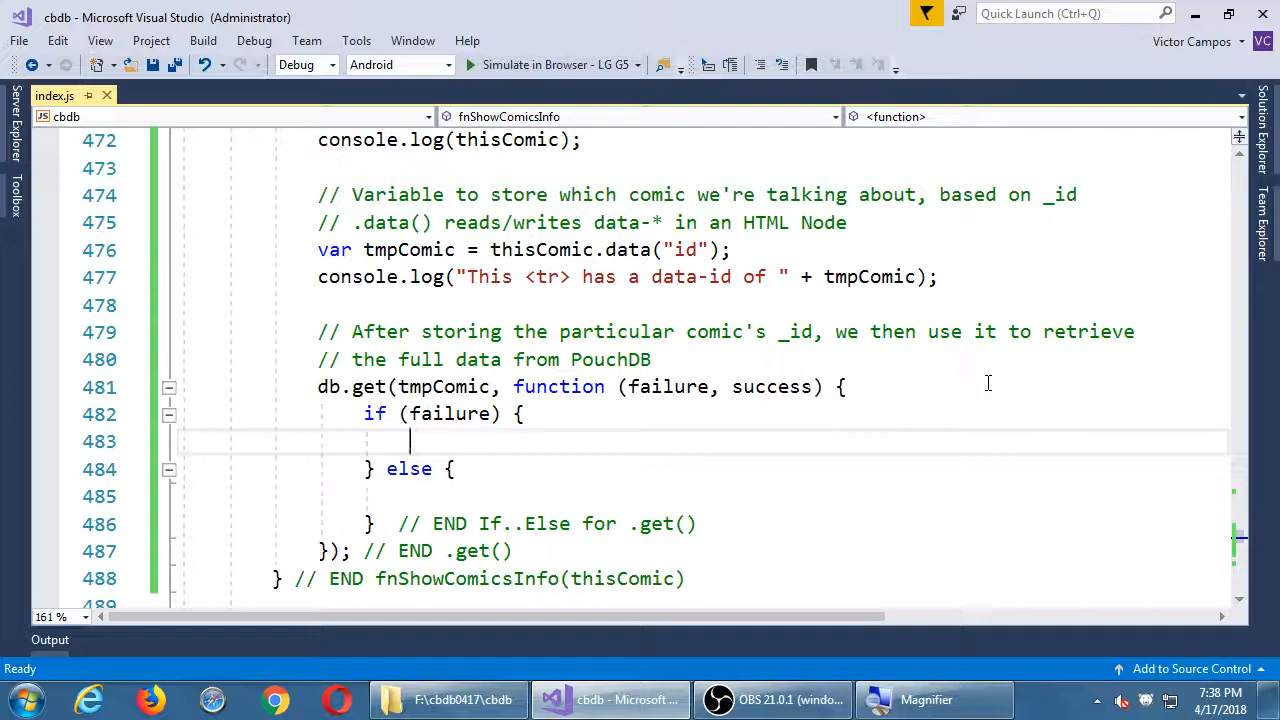 cbdb - Microsoft Visual Studio (Administrator)
Quick Launch (Ctrl+Q)
File Edit View Project Build Debug Team Tools Window Help
Victor Campos VC
Debug Android Simulate in Browser - LG G5
index.js
JS cbdb fnShowComicsInfo <function>
Server Explorer
Toolbox
Solution Explorer
Team Explorer
472 console.log(thisComic);
473
474 // Variable to store which comic we're talking about, based on _id
475 // .data() reads/writes data-* in an HTML Node
476 var tmpComic = thisComic.data("id");
477 console.log("This <tr> has a data-id of " + tmpComic);
478
479 // After storing the particular comic's _id, we then use it to retrieve
480 // the full data from PouchDB
481 db.get(tmpComic, function (failure, success) {
482 if (failure) {
483
484 } else {
485
486 } // END If..Else for .get()
487 }); // END .get()
488 } // END fnShowComicsInfo(thisComic)
489
161 %
Output
Ready Add to Source Control
F:\cbdb0417\cbdb cbdb - Microsoft ... OBS 21.0.1 (windo... Magnifier
7:38 PM
4/17/2018